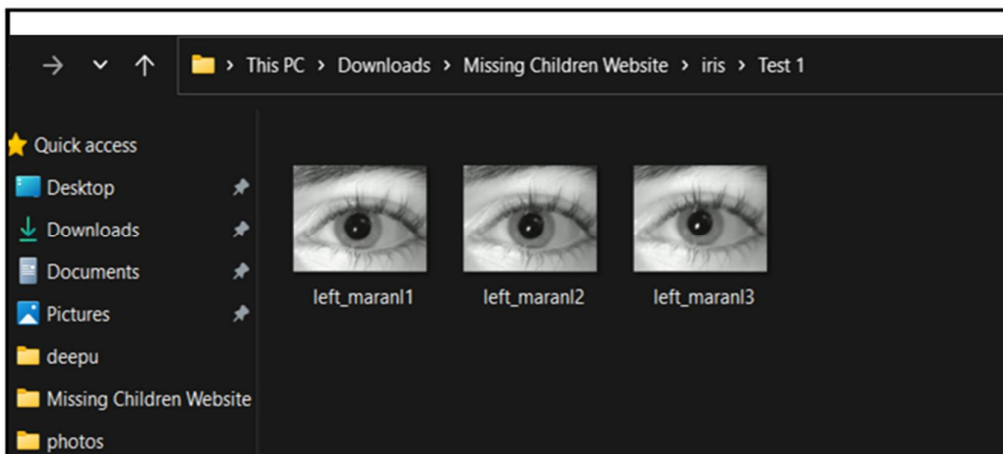 This PC > Downloads > Missing Children Website > iris > Test 1
Quick access
Desktop
Downloads
Documents
Pictures
deepu
Missing Children Website
photos
left_maranl1
left_maranl2
left_maranl3